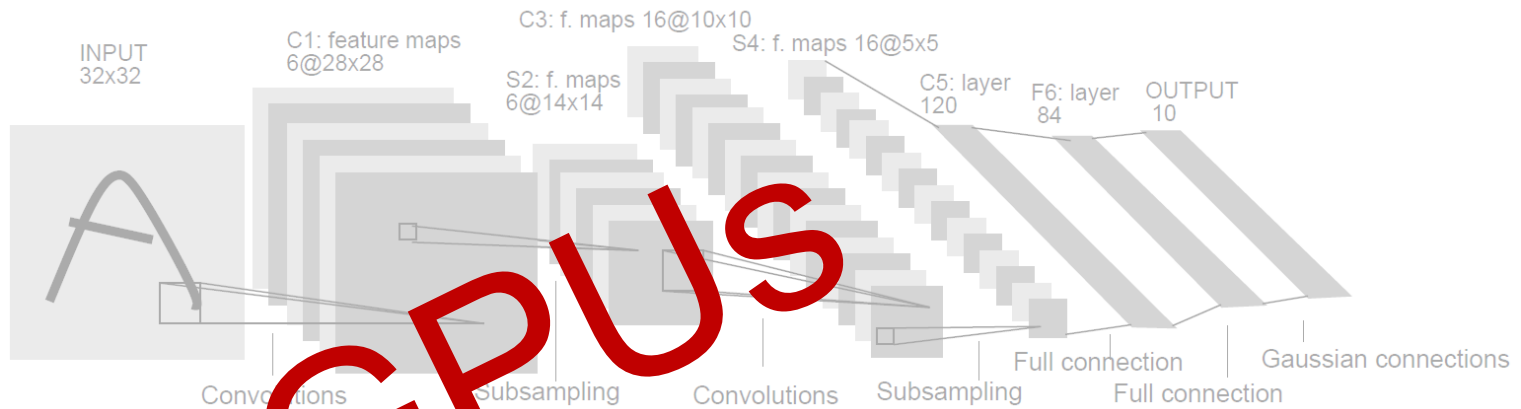 INPUT
32x32
C1: feature maps
6@28x28
S2: f. maps
6@14x14
C3: f. maps 16@10x10
S4: f. maps 16@5x5
C5: layer
120
F6: layer
84
OUTPUT
10
A
Convolutions
Subsampling
Convolutions
Subsampling
Full connection
Full connection
Gaussian connections
GPUs